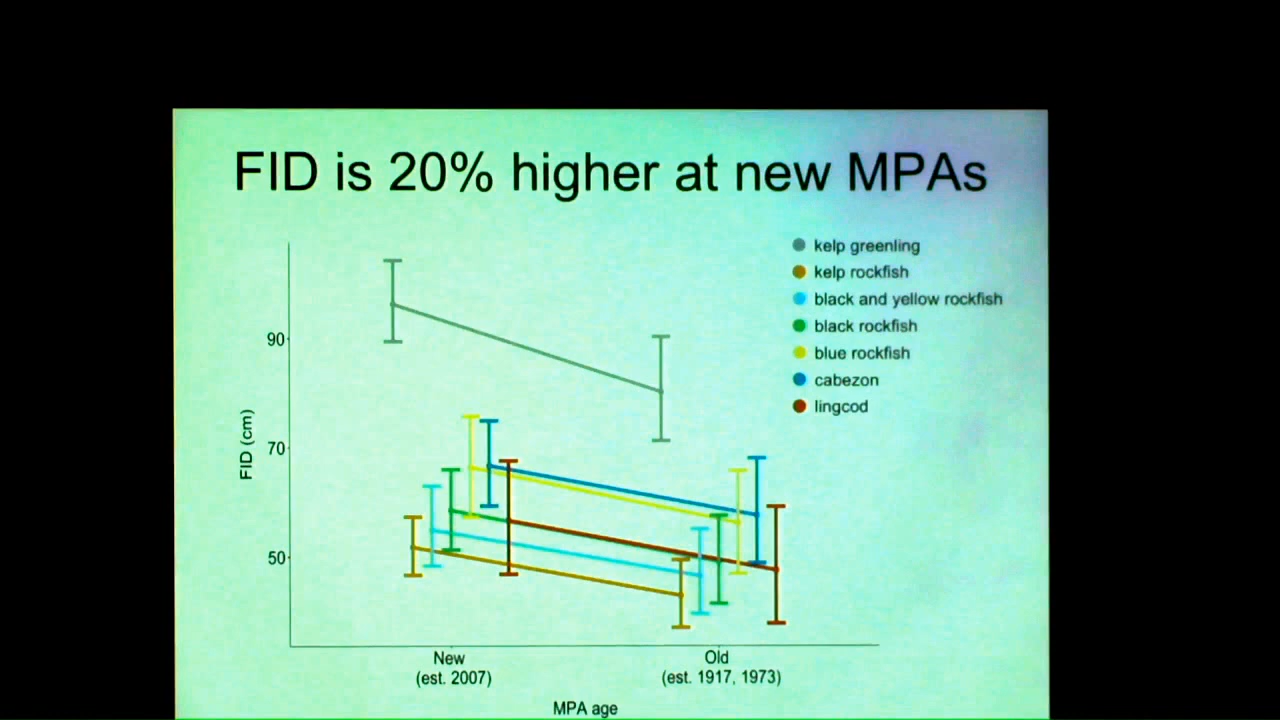 FID is 20% higher at new MPAs
kelp greenling
kelp rockfish
black and yellow rockfish
black rockfish
blue rockfish
cabezon
lingcod
90
70
50
FID (cm)
New
(est. 2007)
Old
(est. 1917, 1973)
MPA age